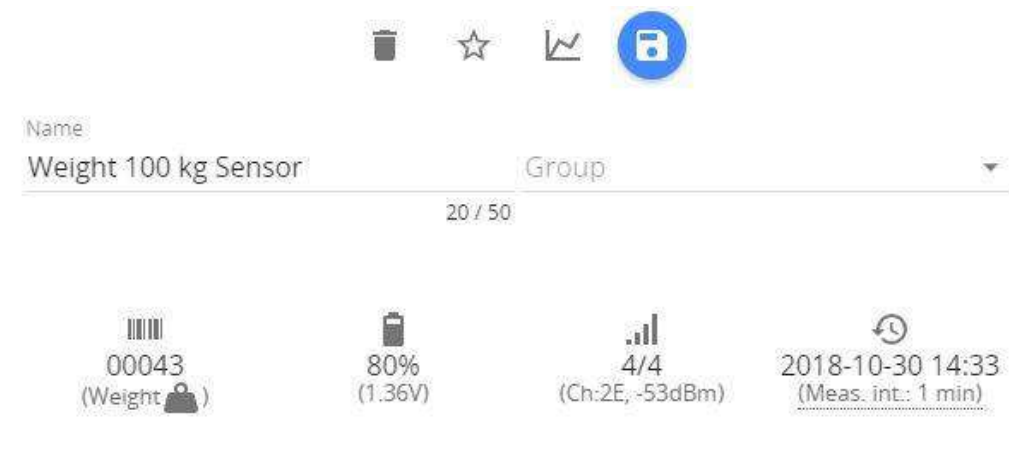 Name
Weight 100 kg Sensor
Group
20 / 50
00043
80%
4/4
2018-10-30 14:33
(Weight )
(1.36V)
(Ch:2E, -53dBm)
(Meas. int.: 1 min)